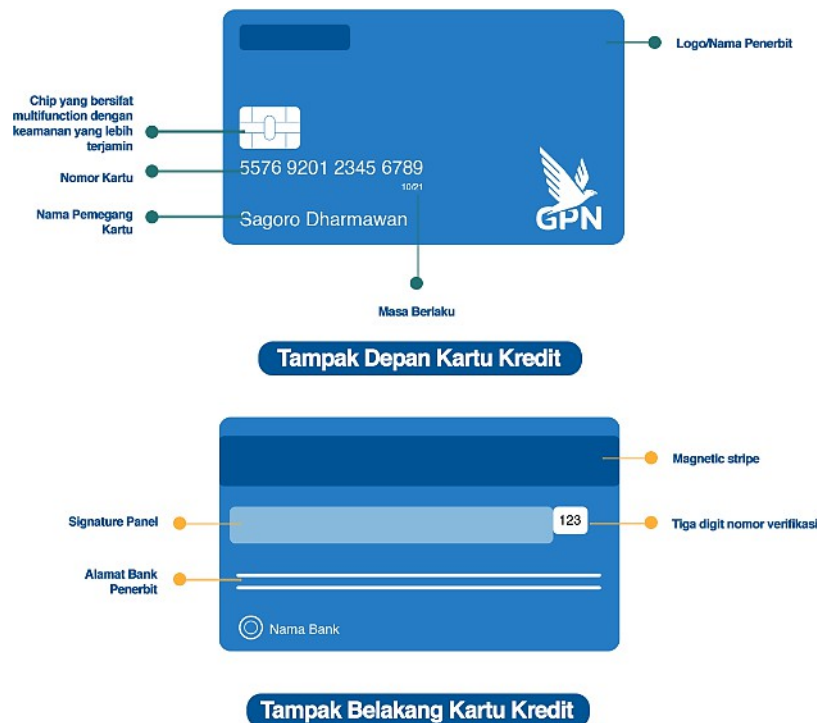 Logo/Nama Penerbit
Chip yang bersifat
multifunction dengan
keamanan yang lebih
terjamin
Nomor Kartu
5576 9201 2345 6789
10/21
Nama Pemegang
Kartu
Sagoro Dharmawan
GPN
Masa Berlaku
Tampak Depan Kartu Kredit
Magnetic stripe
Signature Panel
123
Tiga digit nomor verifikasi
Alamat Bank
Penerbit
Nama Bank
Tampak Belakang Kartu Kredit